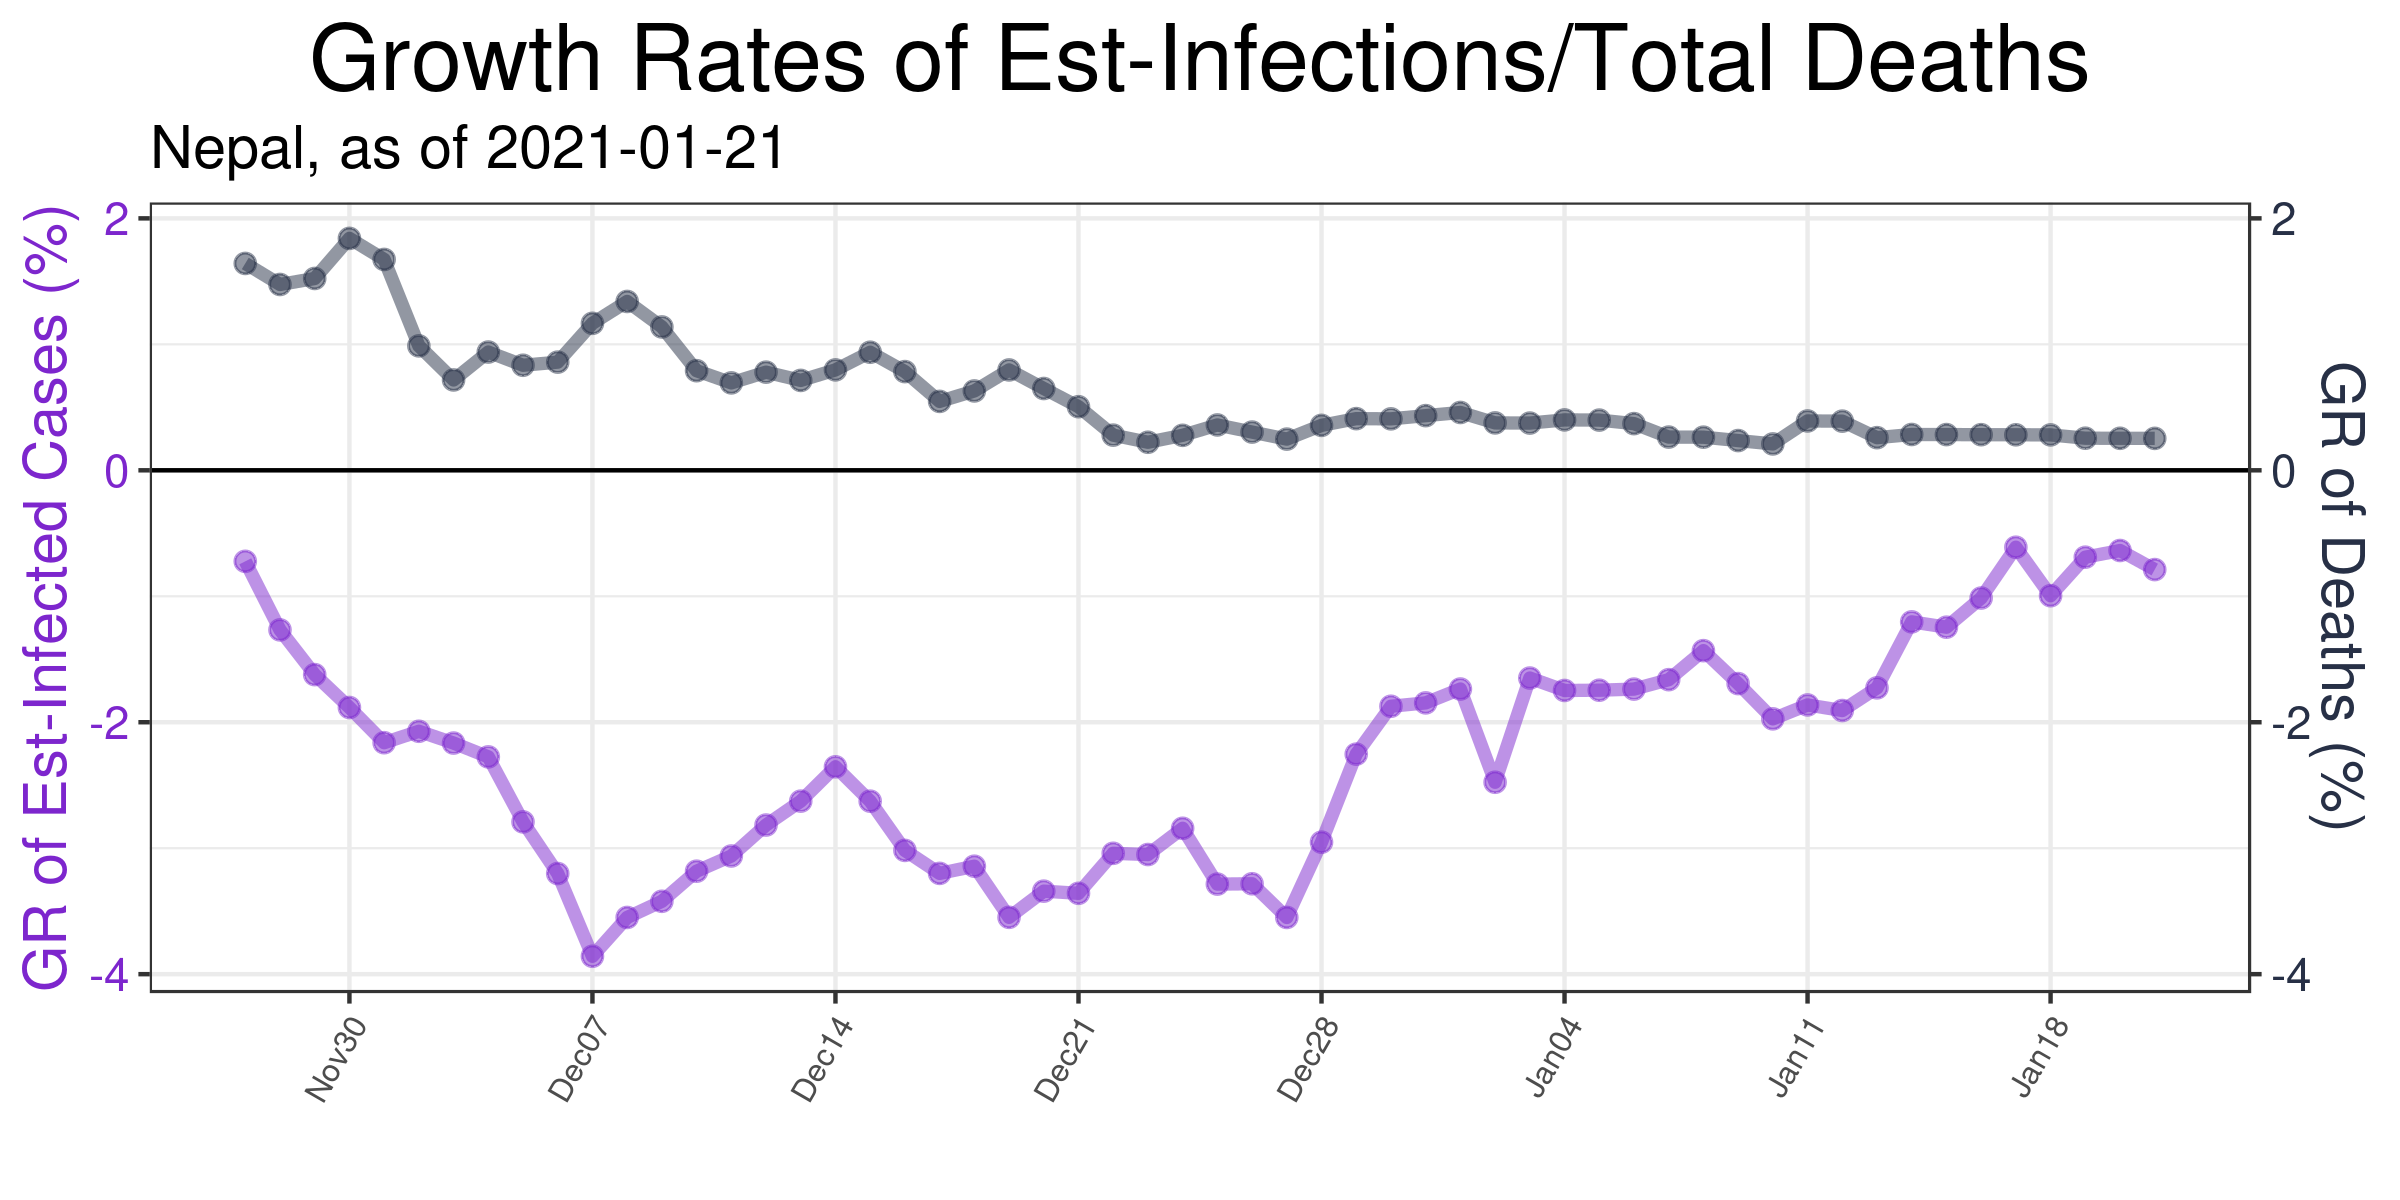 Growth Rates of Est-Infections/Total Deaths
Nepal, as of 2021-01-21
GR of Est-Infected Cases (%)
2
0
-2
-4
2
0
-2
-4
GR of Deaths (%)
Nov30
Dec07
Dec14
Dec21
Dec28
Jan04
Jan11
Jan18